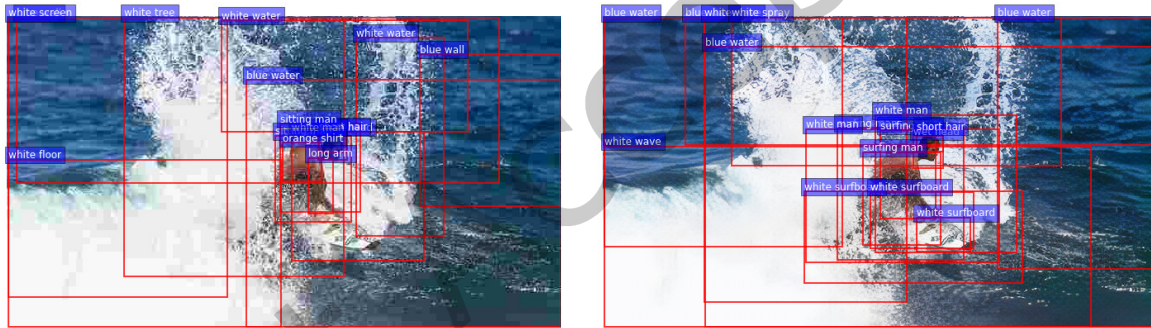 white screen
white tree
white water
white water
blue wall
blue water
sitting man
white man
hair
orange shirt
long arm
white floor
blue water
white spray
blue water
blue water
white man
white man
surfing
short hair
surfing man
white wave
white surfbo
white surfboard
white surfboard